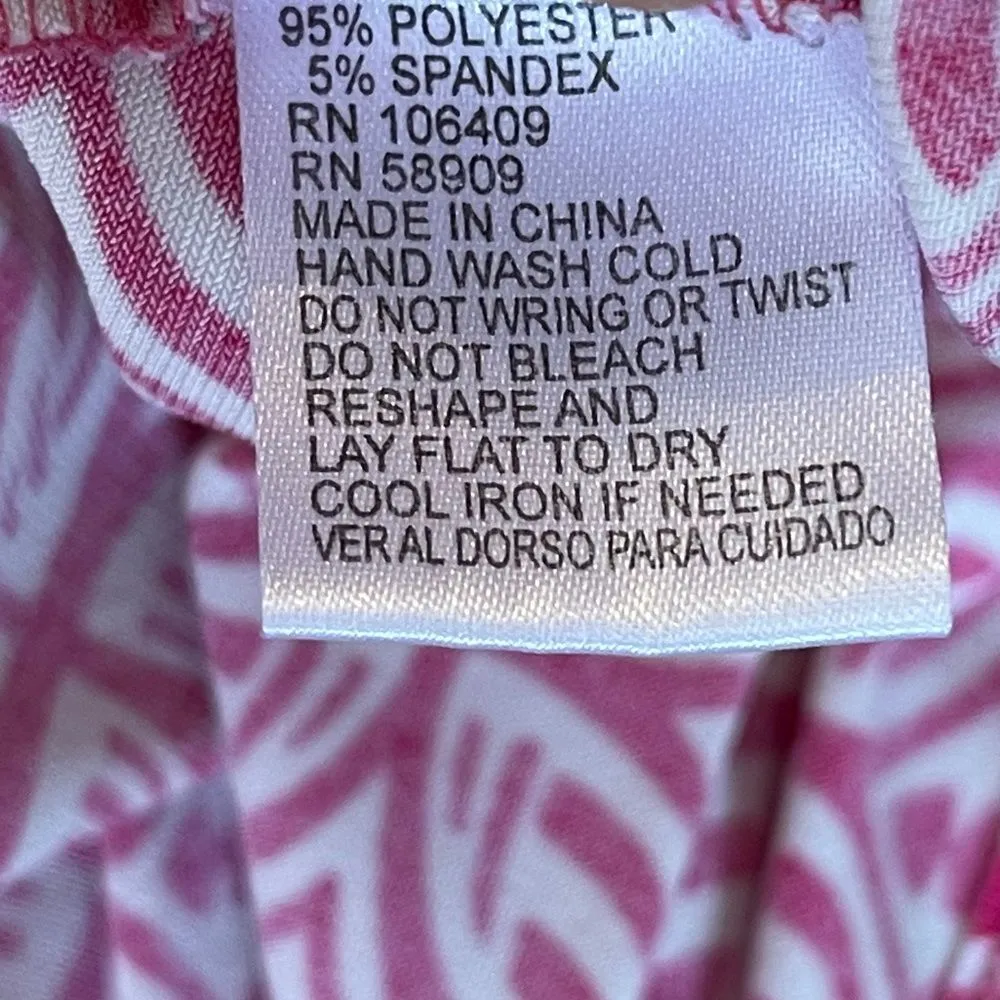 95% POLYESTER
5% SPANDEX
RN 106409
RN 58909
MADE IN CHINA
HAND WASH COLD
DO NOT WRING OR TWIST
DO NOT BLEACH
RESHAPE AND
LAY FLAT TO DRY
COOL IRON IF NEEDED
VER AL DORSO PARA CUIDADO